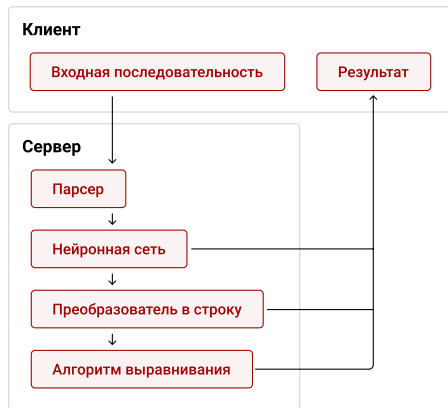 Клиент
Входная последовательность
Результат
Сервер
Парсер
Нейронная сеть
Преобразователь в строку
Алгоритм выравнивания